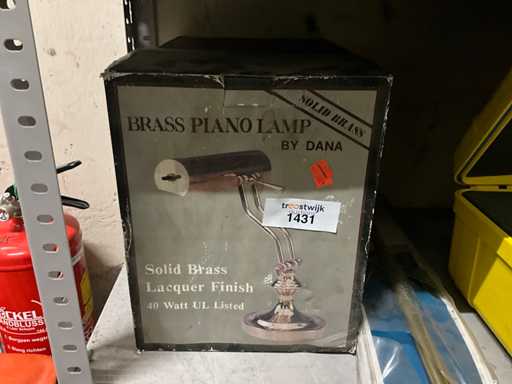 SOLID BRASS
BRASS PIANO LAMP
BY DANA
troostwijk
1431
Solid Brass
Lacquer Finish
40 Watt UL Listed